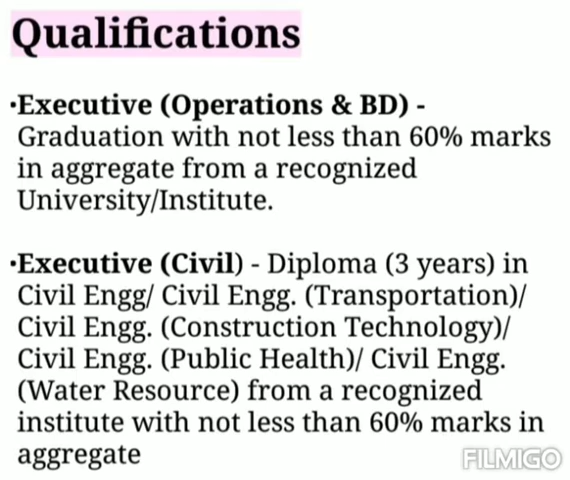 Qualifications
•Executive (Operations & BD) -
Graduation with not less than 60% marks
in aggregate from a recognized
University/Institute.
•Executive (Civil) - Diploma (3 years) in
Civil Engg/ Civil Engg. (Transportation)/
Civil Engg. (Construction Technology)/
Civil Engg. (Public Health)/ Civil Engg.
(Water Resource) from a recognized
institute with not less than 60% marks in
aggregate
FILMIGO